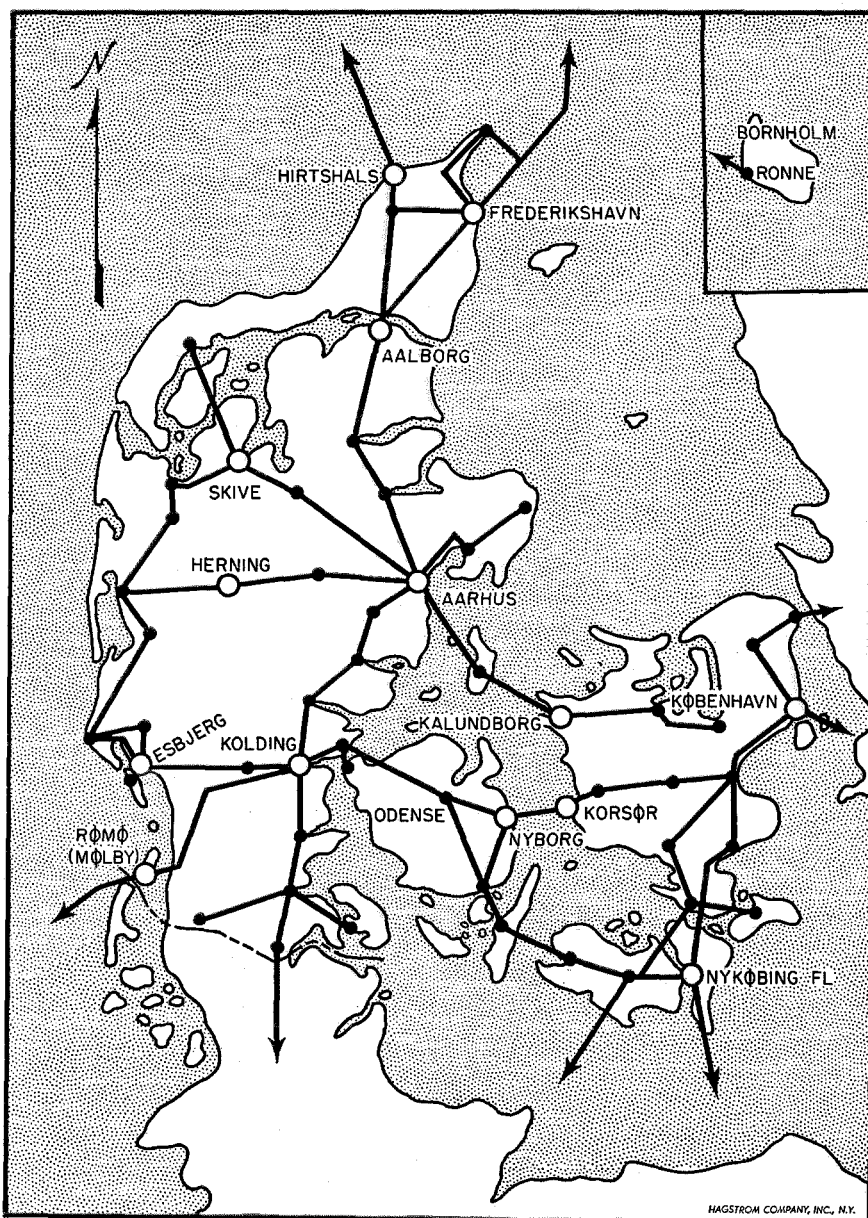 N
BORNHOLM
RONNE
HIRTSHALS
FREDERIKSHAVN
AALBORG
SKIVE
HERNING
AARHUS
KØBENHAVN
KALUNDBORG
ESBJERG
KOLDING
ODENSE
KORSØR
NYBORG
RØMØ
(MØLBY)
NYKØBING FL
HAGSTROM COMPANY, INC., N.Y.